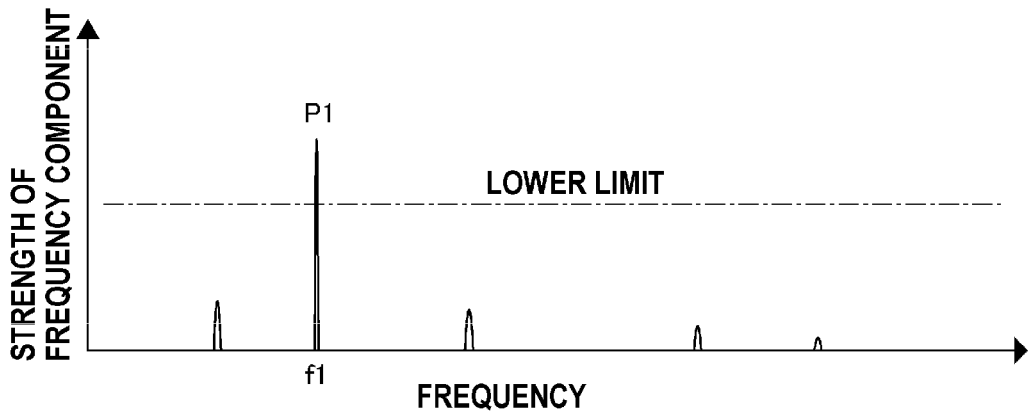 STRENGTH OF
FREQUENCY COMPONENT
P1
LOWER LIMIT
f1
FREQUENCY